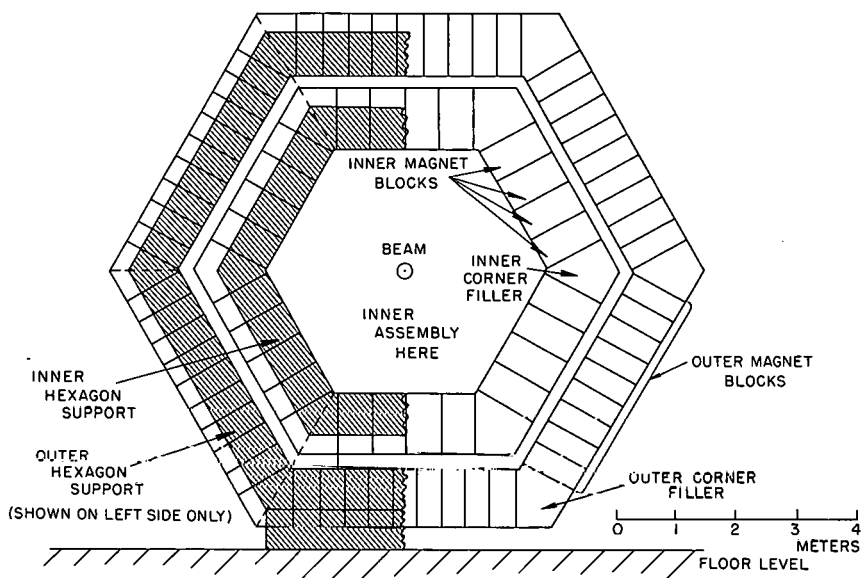 INNER MAGNET
BLOCKS
BEAM
INNER
CORNER
FILLER
INNER
ASSEMBLY
HERE
INNER
HEXAGON
SUPPORT
OUTER MAGNET
BLOCKS
OUTER
HEXAGON
SUPPORT
(SHOWN ON LEFT SIDE ONLY)
OUTER CORNER
FILLER
0 1 2 3 4
METERS
FLOOR LEVEL